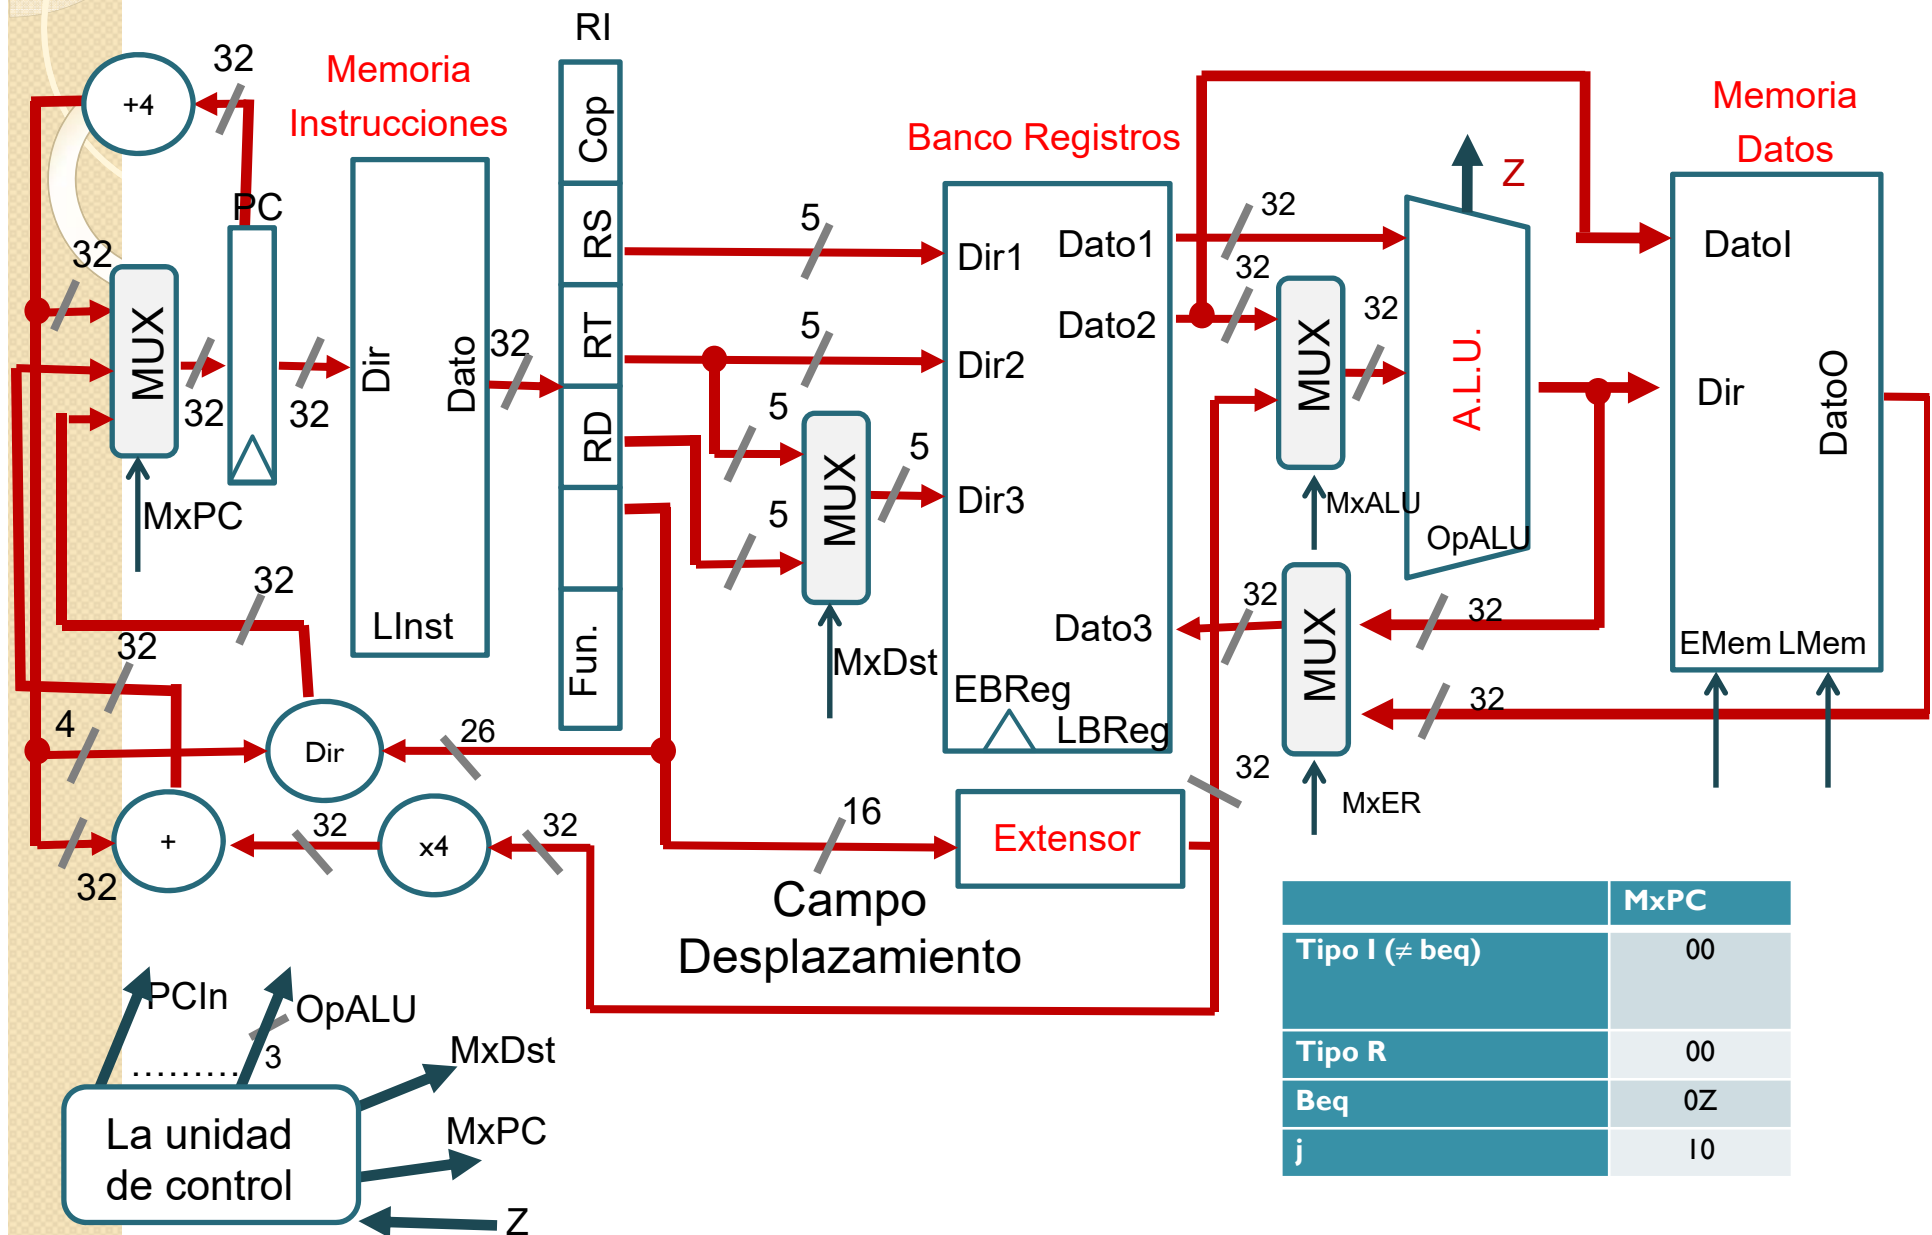 RI
32
+4
Memoria
Instrucciones
Cop
Banco Registros
Memoria
Datos
Z
PC
RS
5
Dir1
Dato1
32
DatoI
32
MUX
32
32
Dir
Dato
32
RT
5
Dir2
Dato2
32
MUX
32
A.L.U.
Dir
DatoO
MxPC
RD
5
5
MUX
5
Dir3
MxALU
OpALU
32
LInst
Fun.
MxDst
Dato3
32
MUX
32
EMem LMem
32
EBReg
LBReg
32
4
Dir
26
32
MxER
+
32
x4
32
16
Extensor
32
Campo
Desplazamiento
MxPC
Tipo I (≠ beq) 00
Tipo R 00
Beq 0Z
j 10
PCIn
OpALU
.........
3
MxDst
La unidad
de control
MxPC
Z